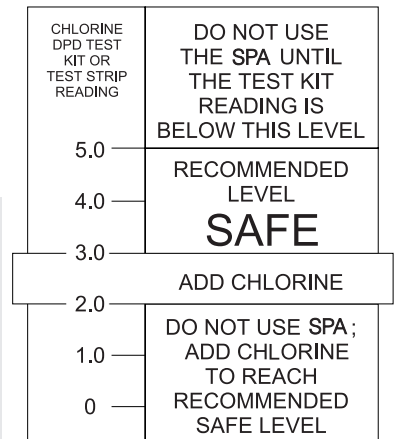 CHLORINE
DPD TEST
KIT OR
TEST STRIP
READING
DO NOT USE
THE SPA UNTIL
THE TEST KIT
READING IS
BELOW THIS LEVEL
5.0
RECOMMENDED
LEVEL
4.0
SAFE
3.0
ADD CHLORINE
2.0
DO NOT USE SPA;
ADD CHLORINE
1.0
TO REACH
RECOMMENDED
0
SAFE LEVEL